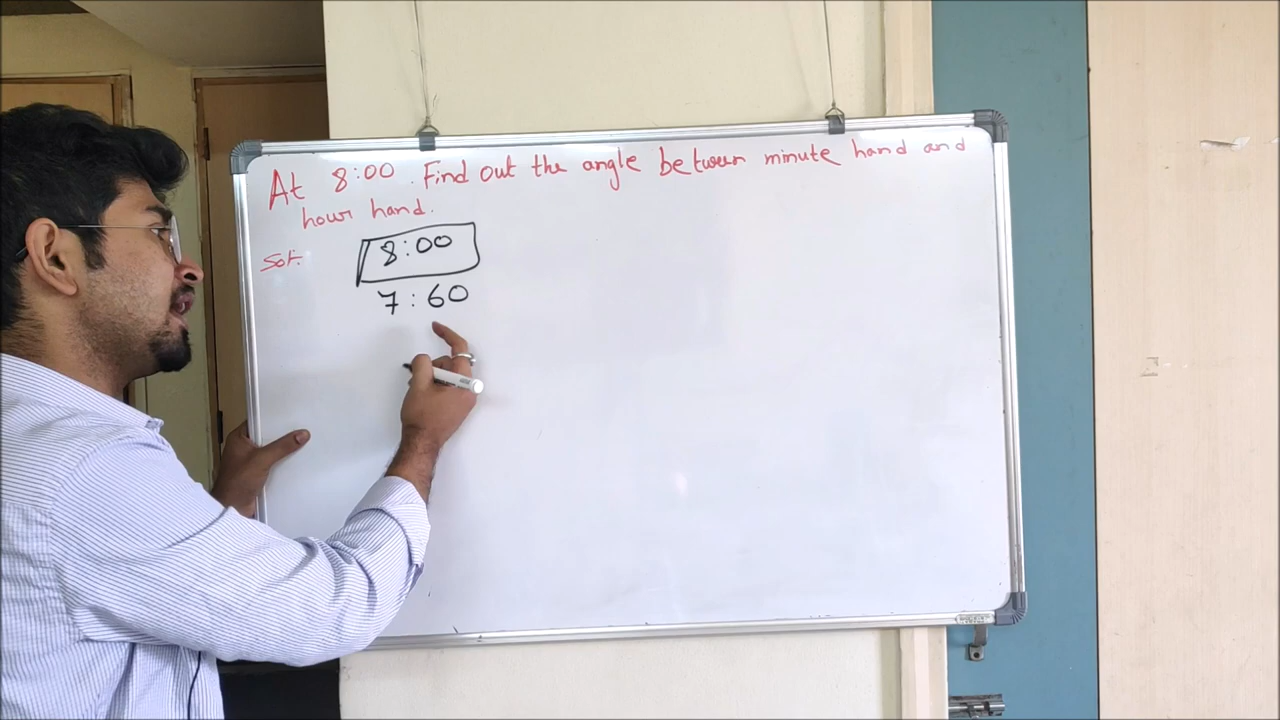 At 8:00 . Find out the angle between minute hand and
hour hand.
Sol:
8:00
7:60